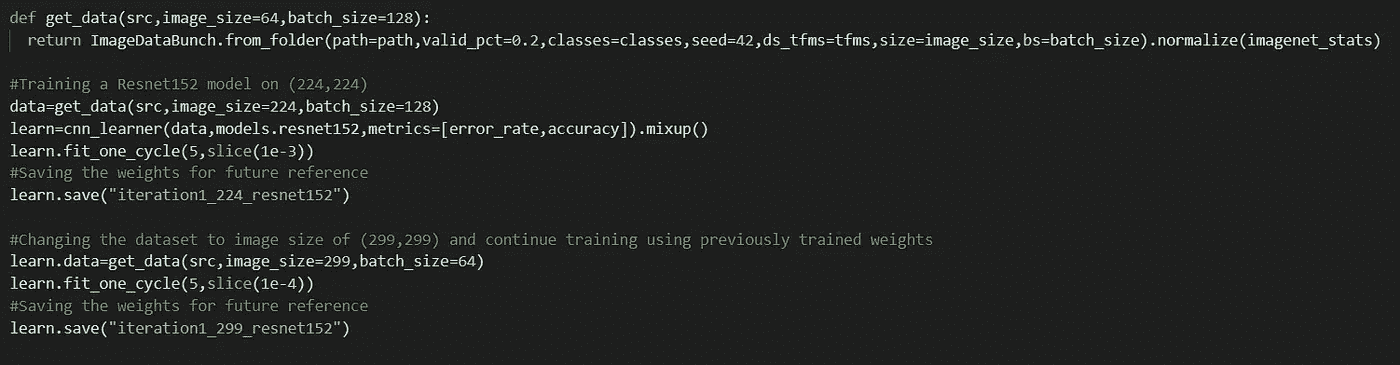 def get_data(src,image_size=64,batch_size=128):
return ImageDataBunch.from_folder(path=path,valid_pct=0.2,classes=classes,seed=42,ds_tfms=tfms,size=image_size,bs=batch_size).normalize(imagenet_stats)
#Training a Resnet152 model on (224,224)
data=get_data(src,image_size=224,batch_size=128)
learn=cnn_learner(data,models.resnet152,metrics=[error_rate,accuracy]).mixup()
learn.fit_one_cycle(5,slice(1e-3))
#Saving the weights for future reference
learn.save("iteration1_224_resnet152")
#Changing the dataset to image size of (299,299) and continue training using previously trained weights
learn.data=get_data(src,image_size=299,batch_size=64)
learn.fit_one_cycle(5,slice(1e-4))
#Saving the weights for future reference
learn.save("iteration1_299_resnet152")